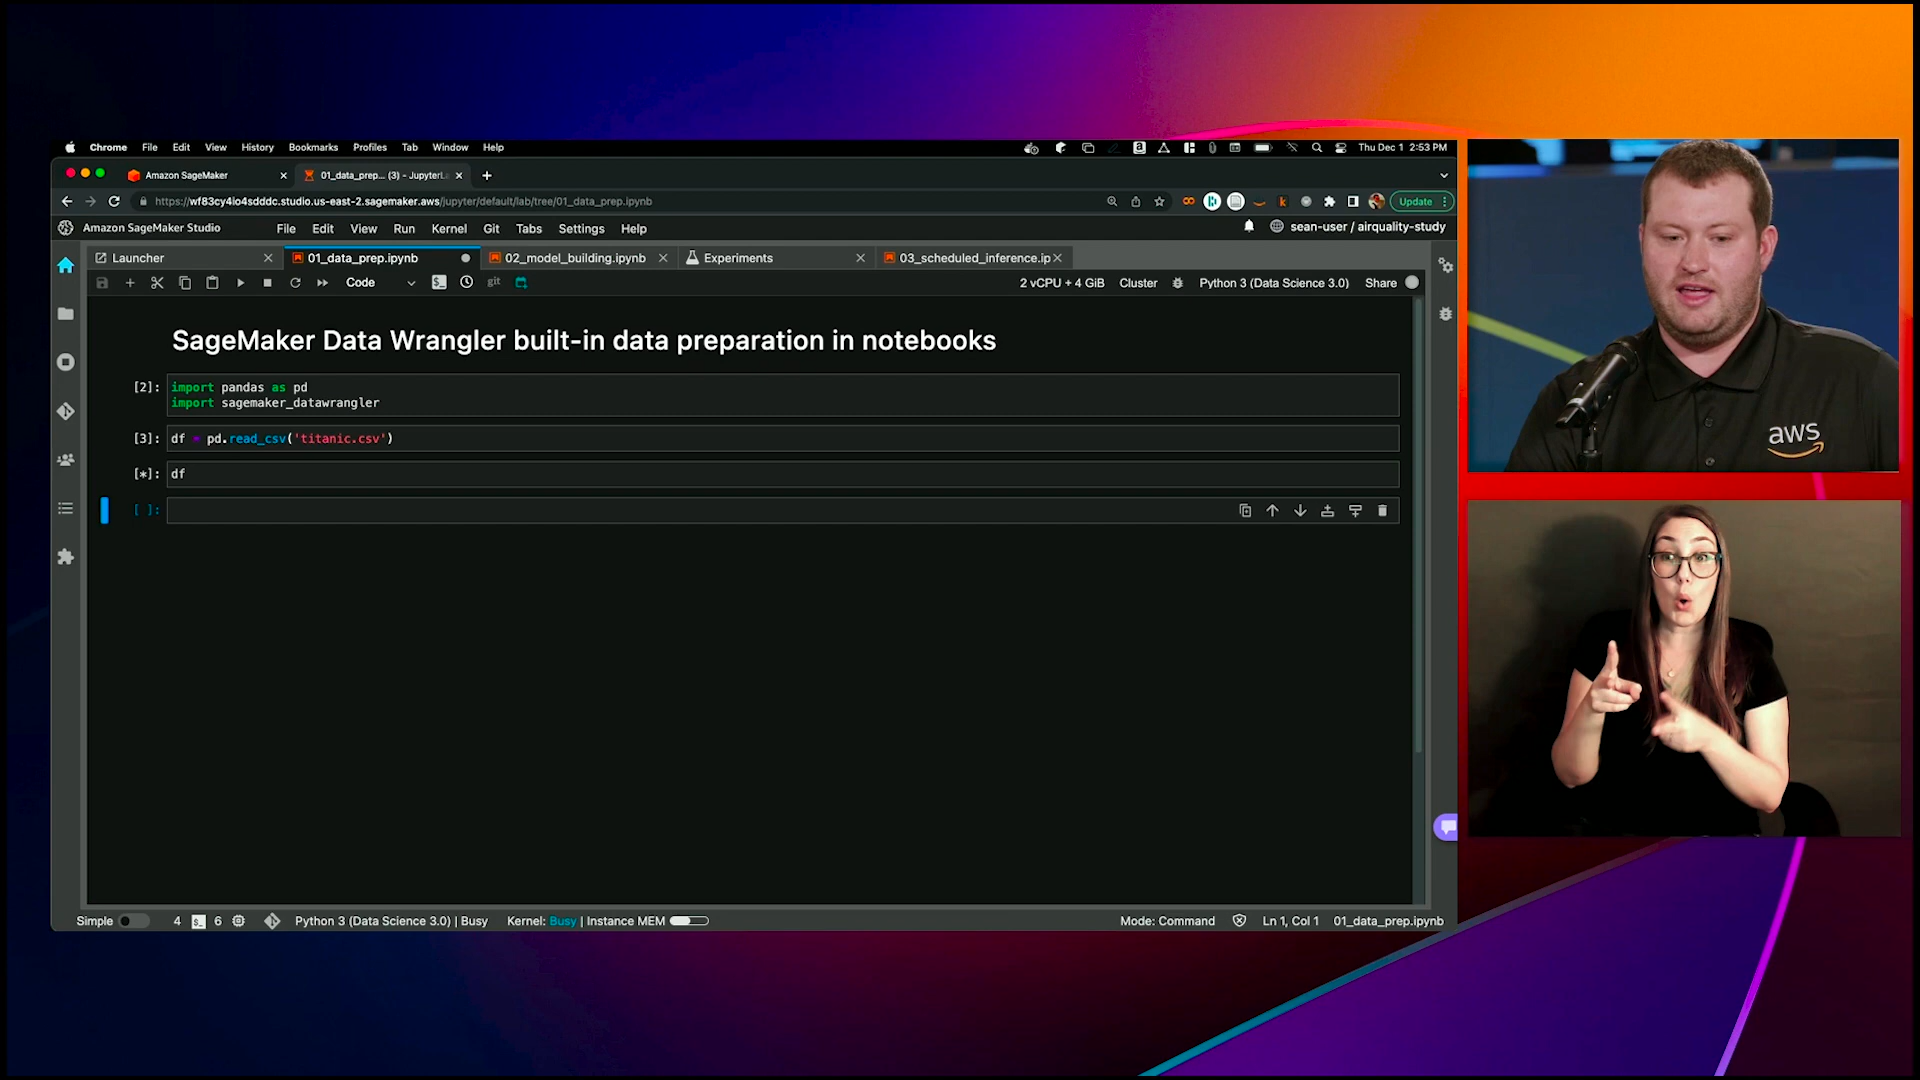 Chrome File Edit View History Bookmarks Profiles Tab Window Help
Thu Dec 1 2:53 PM
Amazon SageMaker
01_data_prep... (3) - JupyterL
https://wf83cy4io4sdddc.studio.us-east-2.sagemaker.aws/jupyter/default/lab/tree/01_data_prep.ipynb
Update
Amazon SageMaker Studio
File Edit View Run Kernel Git Tabs Settings Help
sean-user / airquality-study
Launcher
01_data_prep.ipynb
02_model_building.ipynb
Experiments
03_scheduled_inference.ip
Code
git
2 vCPU + 4 GiB
Cluster
Python 3 (Data Science 3.0)
Share
SageMaker Data Wrangler built-in data preparation in notebooks
[2]: import pandas as pd
import sagemaker_datawrangler
[3]: df = pd.read_csv('titanic.csv')
[*]: df
[ ]:
Simple
4
6
Python 3 (Data Science 3.0) | Busy
Kernel: Busy | Instance MEM
Mode: Command
Ln 1, Col 1
01_data_prep.ipynb
aws